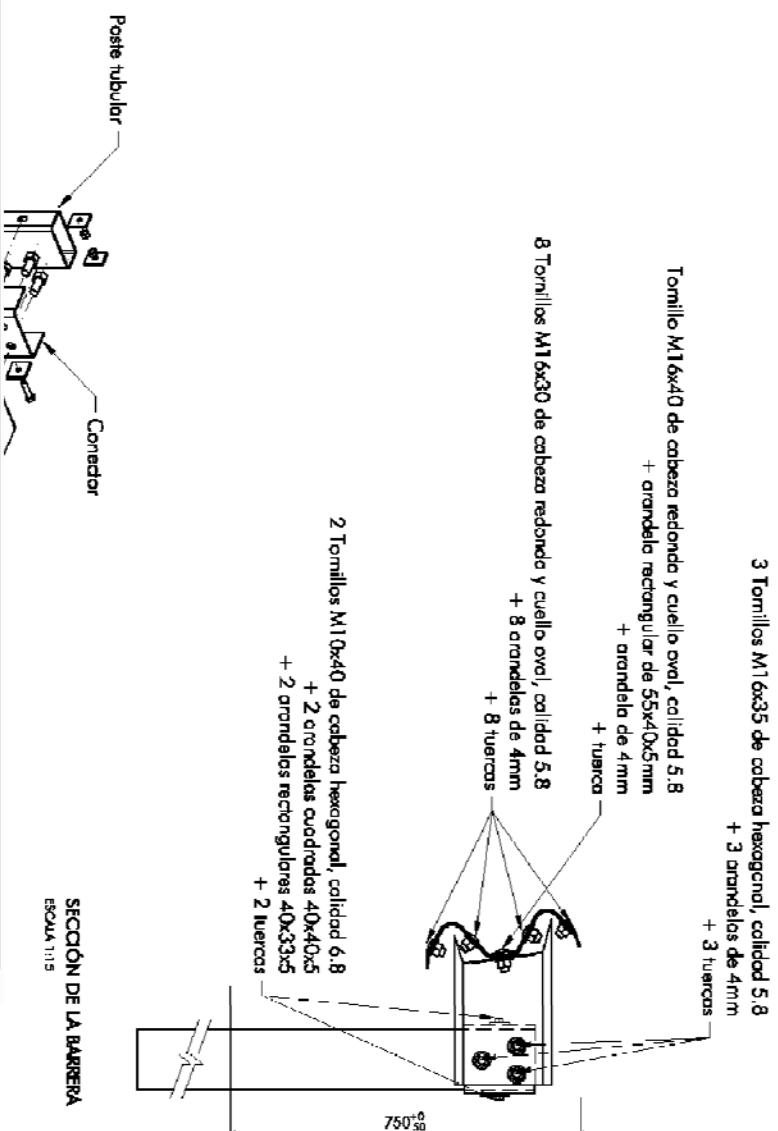 3 Tornillos M16x35 de cabeza hexagonal, calidad 5.8
+ 3 arandelas de 4mm
+ 3 tuercas
Tornillo M16x40 de cabeza redonda y cuello oval, calidad 5.8
+ arandela rectangular de 55x40x5mm
+ arandela de 4mm
+ tuerca
8 Tornillos M16x30 de cabeza redonda y cuello oval, calidad 5.8
+ 8 arandelas de 4mm
+ 8 tuercas
2 Tornillos M10x40 de cabeza hexagonal, calidad 6.8
+ 2 arandelas cuadradas 40x40x5
+ 2 arandelas rectangulares 40x33x5
+ 2 tuercas
Poste tubular
Conector
SECCIÓN DE LA BARRERA
ESCALA 1:15
750 +0 50